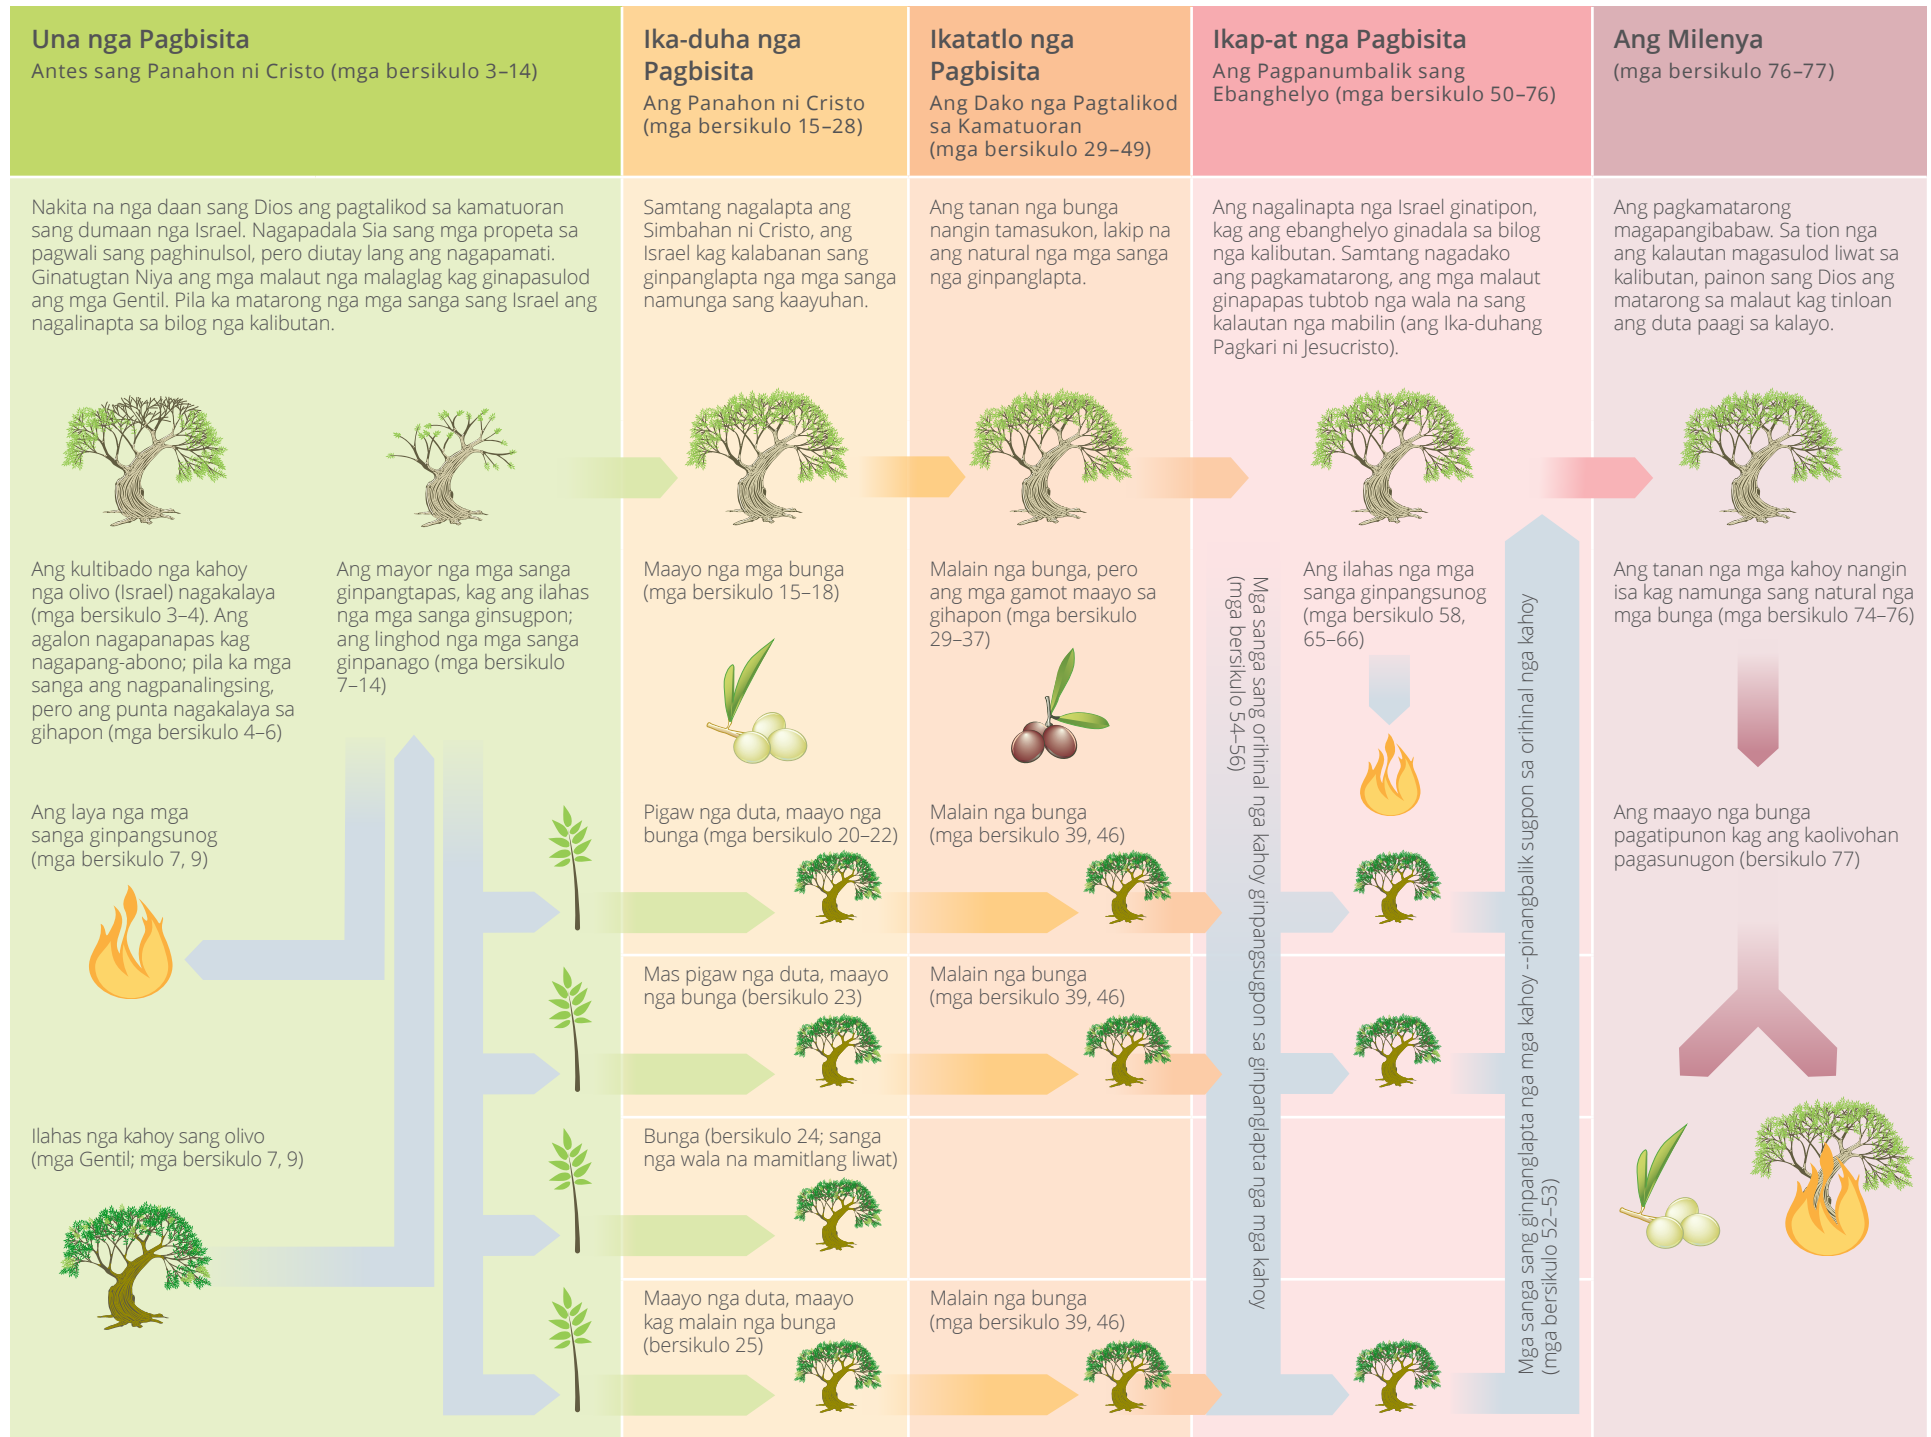 Una nga Pagbisita
Antes sang Panahon ni Cristo (mga bersikulo 3–14)
Ika-duha nga
Pagbisita
Ang Panahon ni Cristo
(mga bersikulo 15–28)
Ikatatlo nga
Pagbisita
Ang Dako nga Pagtalikod
sa Kamatuoran
(mga bersikulo 29–49)
Ikap-at nga Pagbisita
Ang Pagpanumbalik sang
Ebanghelyo (mga bersikulo 50–76)
Ang Milenya
(mga bersikulo 76–77)
Nakita na nga daan sang Dios ang pagtalikod sa kamatuoran
sang dumaan nga Israel. Nagapadala Sia sang mga propeta sa
pagwali sang paghinulsol, pero diutay lang ang nagapamati.
Ginatugtan Niya ang mga malaut nga malaglag kag ginapasulod
ang mga Gentil. Pila ka matarong nga mga sanga sang Israel ang
nagalinapta sa bilog nga kalibutan.
Samtang nagalapta ang
Simbahan ni Cristo, ang
Israel kag kalabanan sang
ginpanglapta nga mga sanga
namunga sang kaayuhan.
Ang tanan nga bunga
nangin tamasukon, lakip na
ang natural nga mga sanga
nga ginpanglapta.
Ang nagalinapta nga Israel ginatipon,
kag ang ebanghelyo ginadala sa bilog
nga kalibutan. Samtang nagadako
ang pagkamatarong, ang mga malaut
ginapapas tubtob nga wala na sang
kalautan nga mabilin (ang Ika-duhang
Pagkari ni Jesucristo).
Ang pagkamatarong
magapangibabaw. Sa tion nga
ang kalautan magasulod liwat sa
kalibutan, painon sang Dios ang
matarong sa malaut kag tinloan
ang duta paagi sa kalayo.
Ang kultibado nga kahoy
nga olivo (Israel) nagakalaya
(mga bersikulo 3–4). Ang
agalon nagapanapas kag
nagapang-abono; pila ka mga
sanga ang nagpanalingsing,
pero ang punta nagakalaya sa
gihapon (mga bersikulo 4–6)
Ang mayor nga mga sanga
ginpangtapas, kag ang ilahas
nga mga sanga ginsugpon;
ang linghod nga mga sanga
ginpanago (mga bersikulo
7–14)
Maayo nga mga bunga
(mga bersikulo 15–18)
Malain nga bunga, pero
ang mga gamot maayo sa
gihapon (mga bersikulo
29–37)
Mga sanga sang orihinal nga kahoy ginpangsugpon sa ginpanglapta nga mga kahoy
(mga bersikulo 54–56)
Ang ilahas nga mga
sanga ginpangsunog
(mga bersikulo 58,
65–66)
Mga sanga sang ginpanglapta nga mga kahoy --pinangbalik sugpon sa orihinal nga kahoy
(mga bersikulo 52–53)
Ang tanan nga mga kahoy nangin
isa kag namunga sang natural nga
mga bunga (mga bersikulo 74–76)
Ang laya nga mga
sanga ginpangsunog
(mga bersikulo 7, 9)
Pigaw nga duta, maayo nga
bunga (mga bersikulo 20–22)
Malain nga bunga
(mga bersikulo 39, 46)
Ang maayo nga bunga
pagatipunon kag ang kaolivohan
pagasunugon (bersikulo 77)
Mas pigaw nga duta, maayo
nga bunga (bersikulo 23)
Malain nga bunga
(mga bersikulo 39, 46)
Ilahas nga kahoy sang olivo
(mga Gentil; mga bersikulo 7, 9)
Bunga (bersikulo 24; sanga
nga wala na mamitlang liwat)
Maayo nga duta, maayo
kag malain nga bunga
(bersikulo 25)
Malain nga bunga
(mga bersikulo 39, 46)